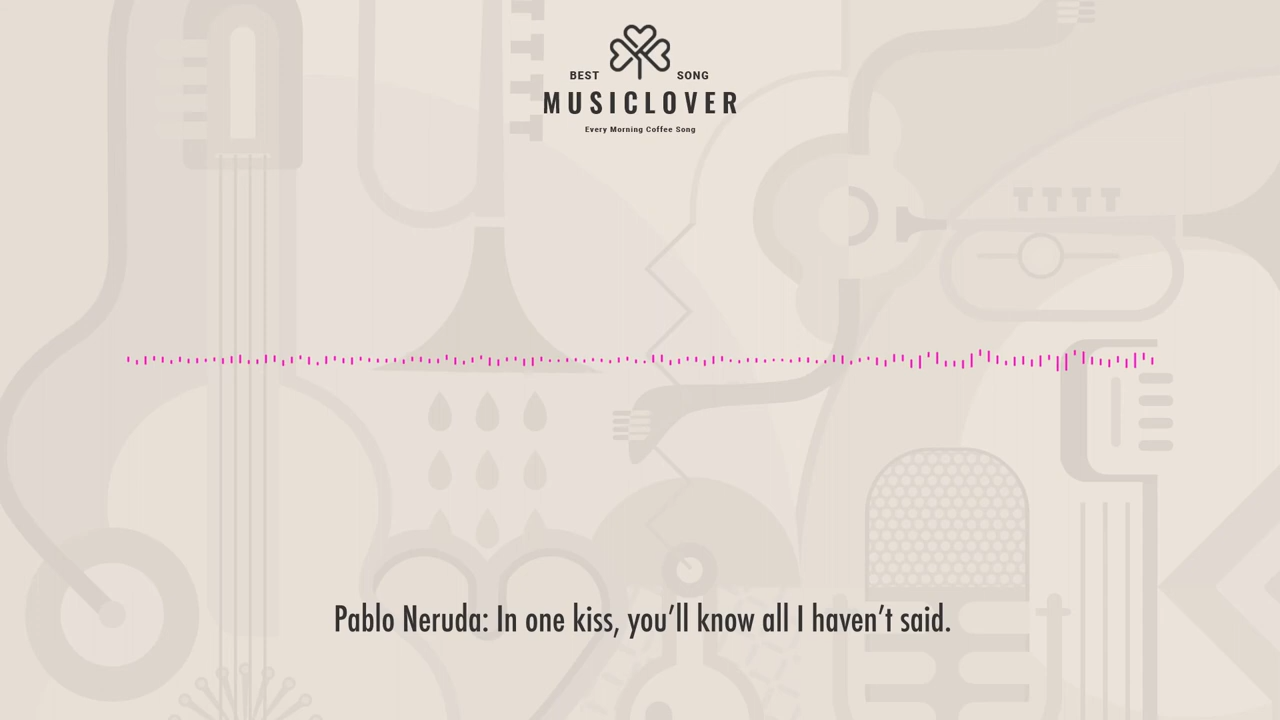 BEST SONG
MUSICLOVER
Every Morning Coffee Song
Pablo Neruda: In one kiss, you’ll know all I haven’t said.